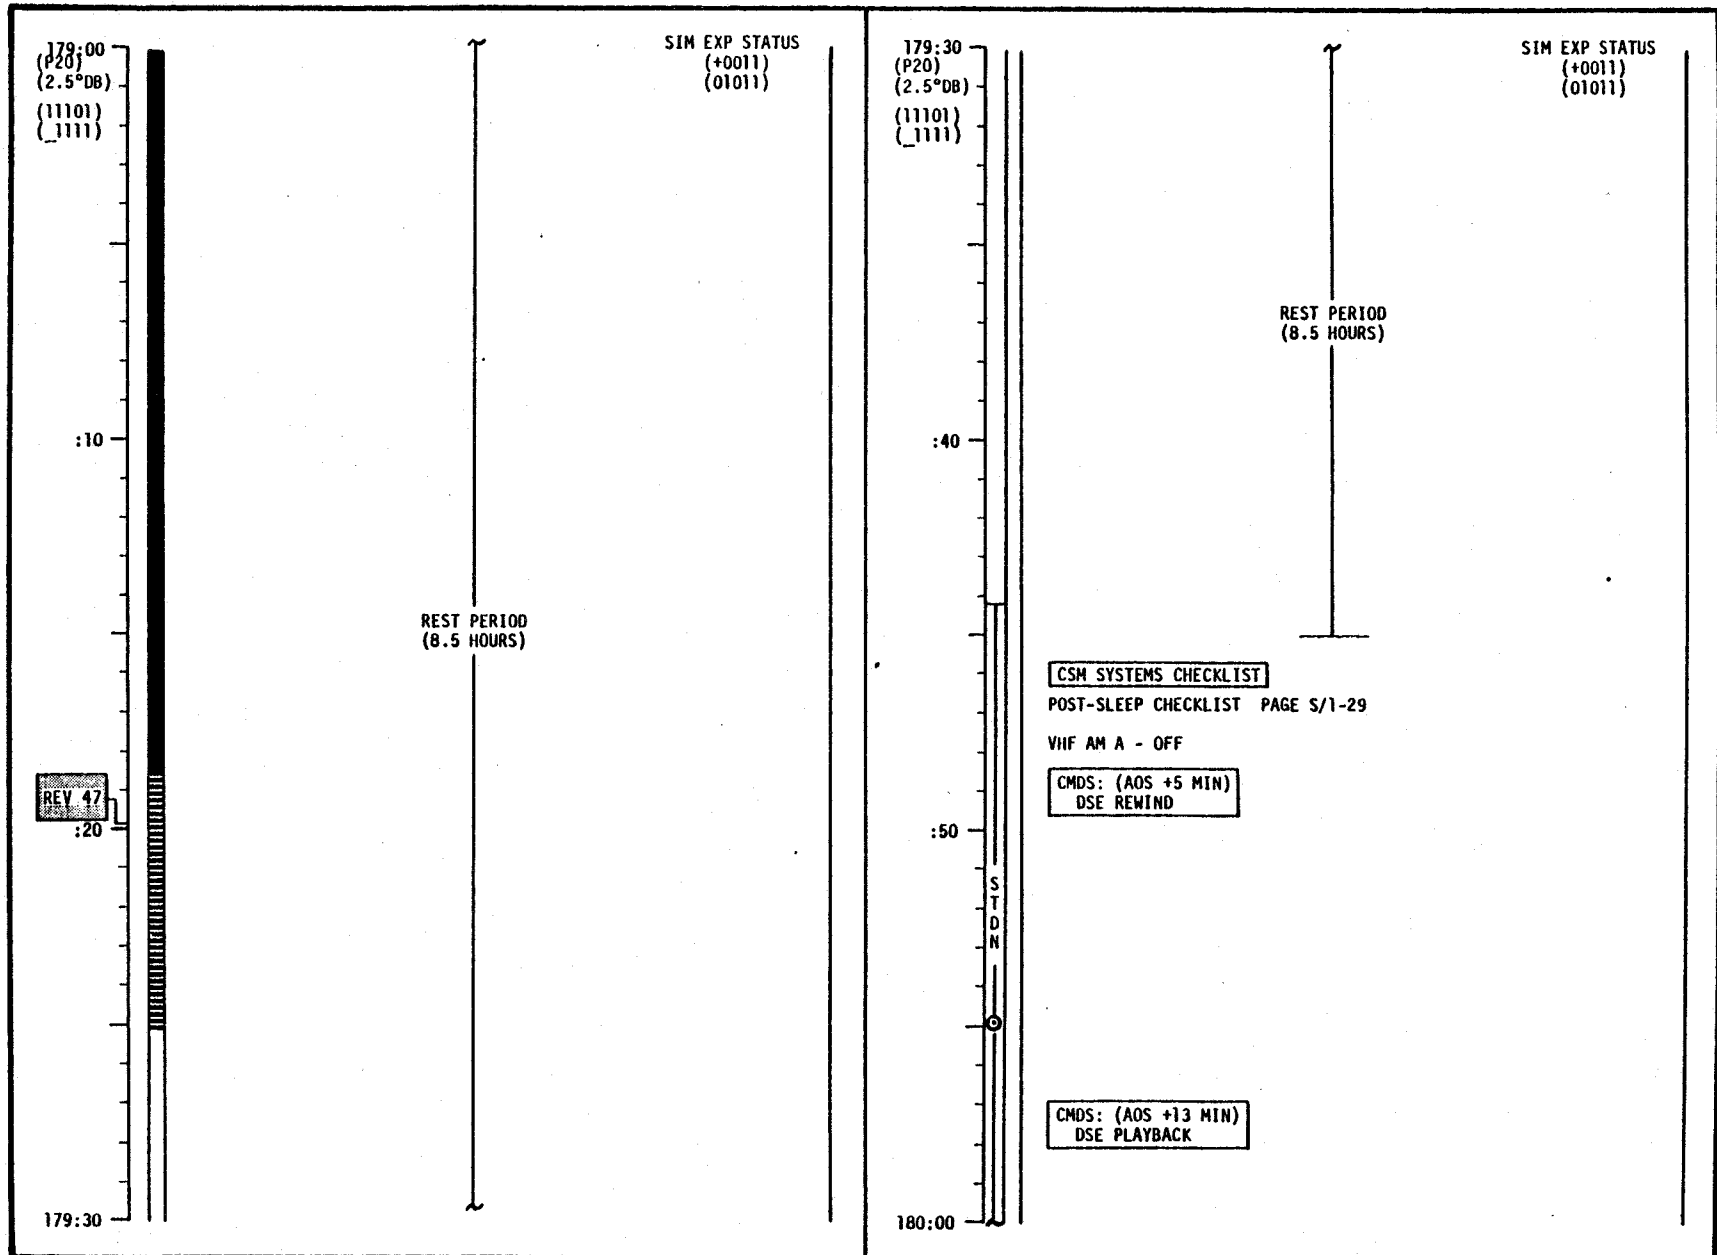 179:00
(P20)
(2.5°DB)
(11101)
(_1111)
SIM EXP STATUS
(+0011)
(01011)
:10
REST PERIOD
(8.5 HOURS)
REV 47
:20
179:30
179:30
(P20)
(2.5°DB)
(11101)
(_1111)
SIM EXP STATUS
(+0011)
(01011)
REST PERIOD
(8.5 HOURS)
:40
CSM SYSTEMS CHECKLIST
POST-SLEEP CHECKLIST PAGE S/1-29
VHF AM A - OFF
CMDS: (AOS +5 MIN)
DSE REWIND
:50
STDN
CMDS: (AOS +13 MIN)
DSE PLAYBACK
180:00